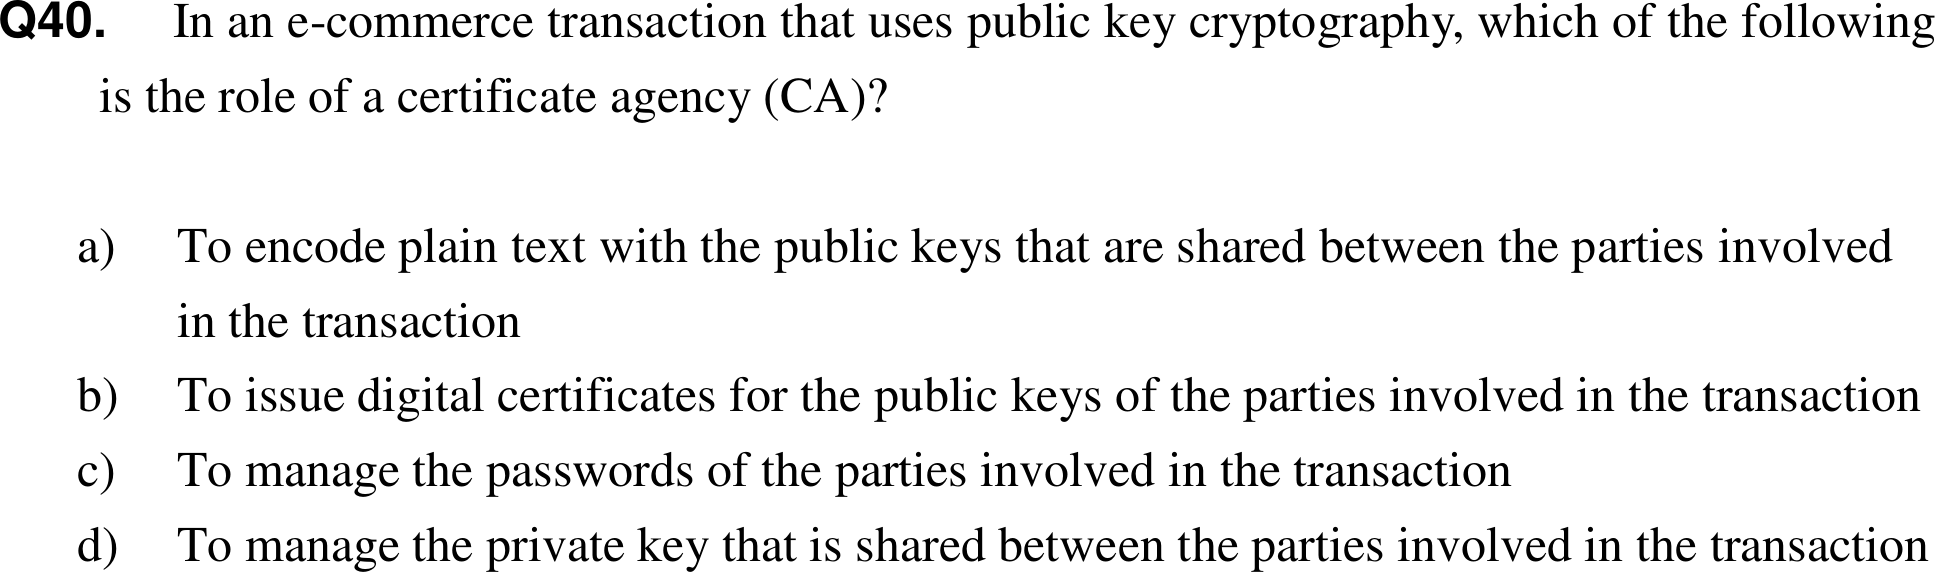 Q40. In an e-commerce transaction that uses public key cryptography, which of the following
is the role of a certificate agency (CA)?
a) To encode plain text with the public keys that are shared between the parties involved
in the transaction
b) To issue digital certificates for the public keys of the parties involved in the transaction
c) To manage the passwords of the parties involved in the transaction
d) To manage the private key that is shared between the parties involved in the transaction